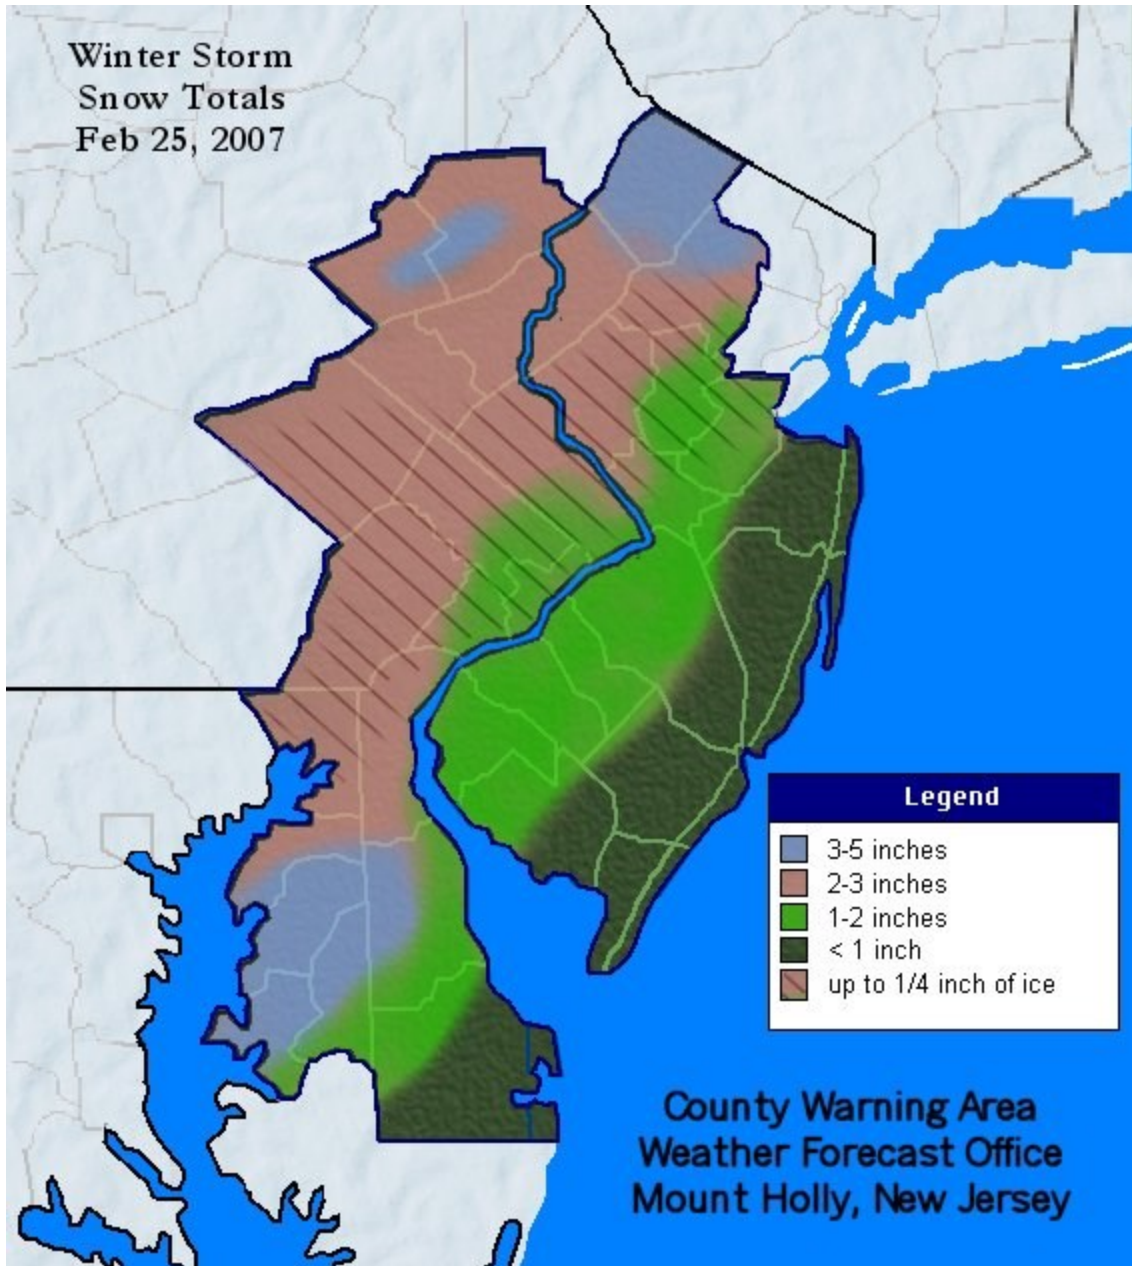 Winter Storm
Snow Totals
Feb 25, 2007
Legend
3-5 inches
2-3 inches
1-2 inches
< 1 inch
up to 1/4 inch of ice
County Warning Area
Weather Forecast Office
Mount Holly, New Jersey